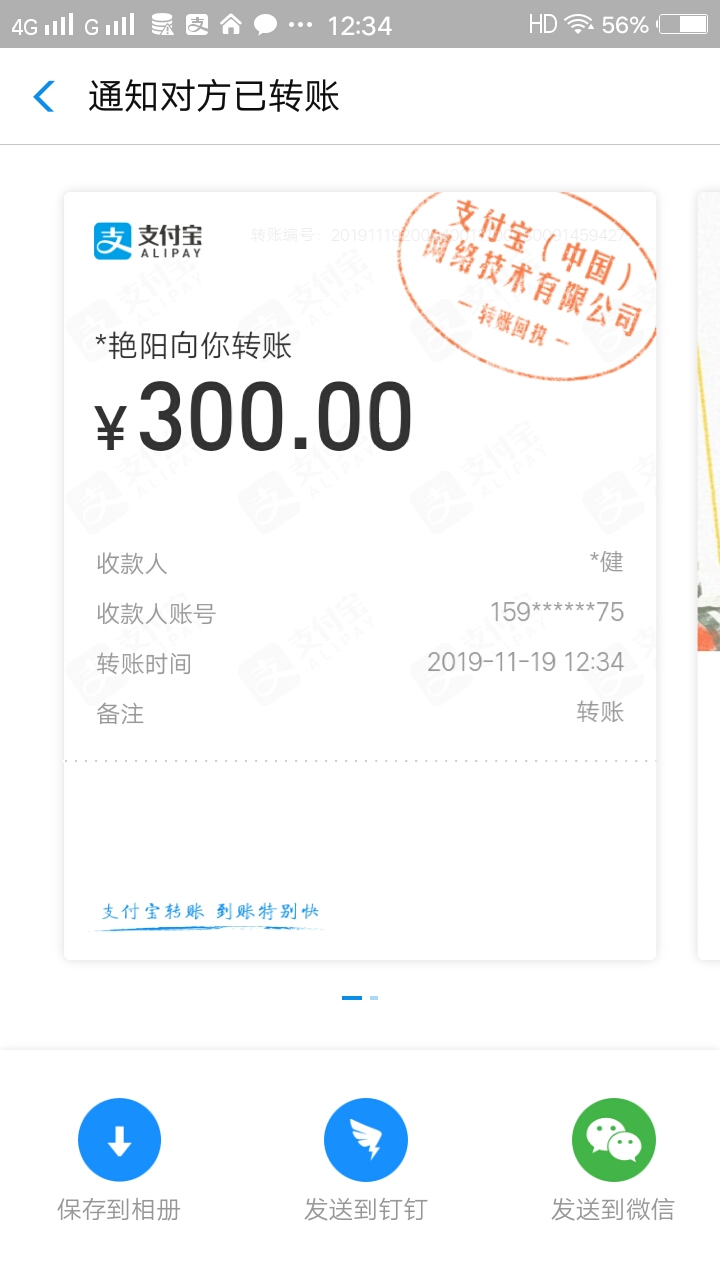 4G G HD 56% 12:34
通知对方已转账
支付宝
ALIPAY
转账编号:
支付宝(中国)
网络技术有限公司
— 转账回执 —
*艳阳向你转账
¥300.00
收款人 *健
收款人账号 159******75
转账时间 2019-11-19 12:34
备注 转账
支付宝转账 到账特别快
保存到相册 发送到钉钉 发送到微信